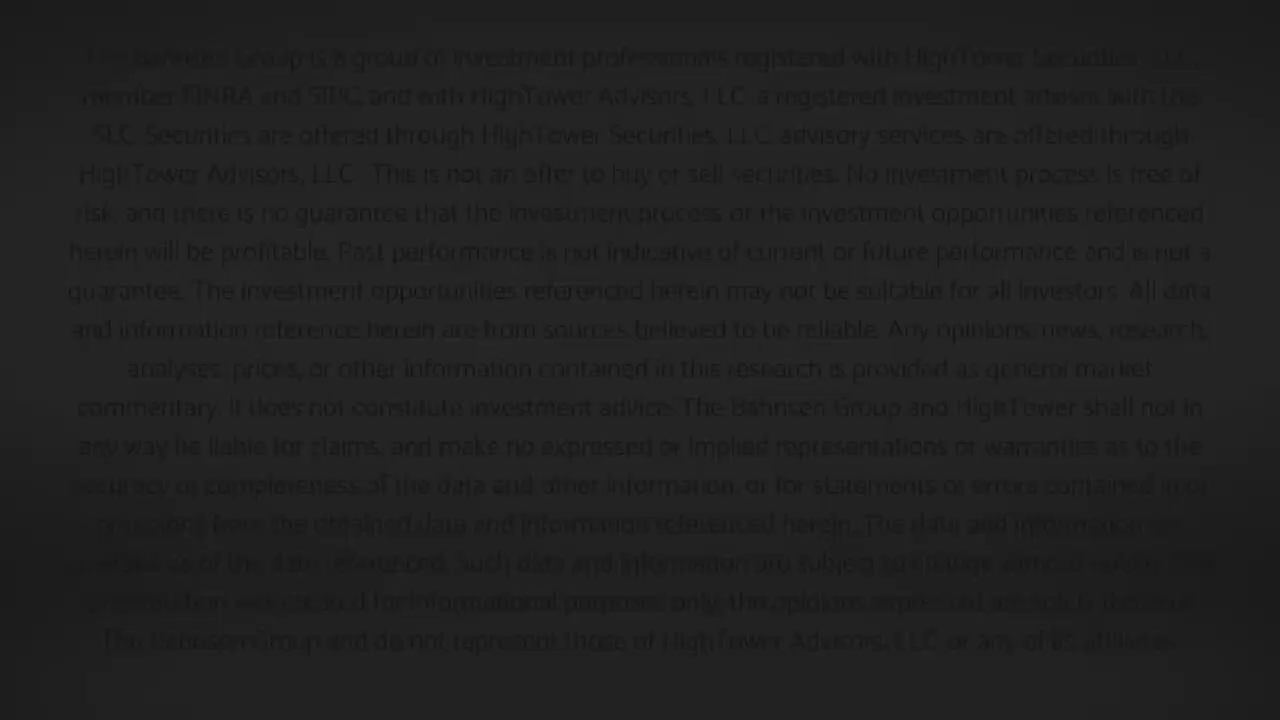 The Bahnsen Group is a group of investment professionals registered with HighTower Securities, LLC,
member FINRA and SIPC, and with HighTower Advisors, LLC, a registered investment advisor with the
SEC. Securities are offered through HighTower Securities, LLC; advisory services are offered through
HighTower Advisors, LLC. This is not an offer to buy or sell securities. No investment process is free of
risk, and there is no guarantee that the investment process or the investment opportunities referenced
herein will be profitable. Past performance is not indicative of current or future performance and is not a
guarantee. The investment opportunities referenced herein may not be suitable for all investors. All data
and information reference herein are from sources believed to be reliable. Any opinions, news, research,
analyses, prices, or other information contained in this research is provided as general market
commentary, it does not constitute investment advice. The Bahnsen Group and HighTower shall not in
any way be liable for claims, and make no expressed or implied representations or warranties as to the
accuracy or completeness of the data and other information, or for statements or errors contained in or
omissions from the obtained data and information referenced herein. The data and information are
as of the date referenced. Such data and information are subject to change without notice.
was created for informational purposes only; the opinions expressed are solely those of
The Bahnsen Group and do not represent those of HighTower Advisors, LLC, or any of its affiliates.